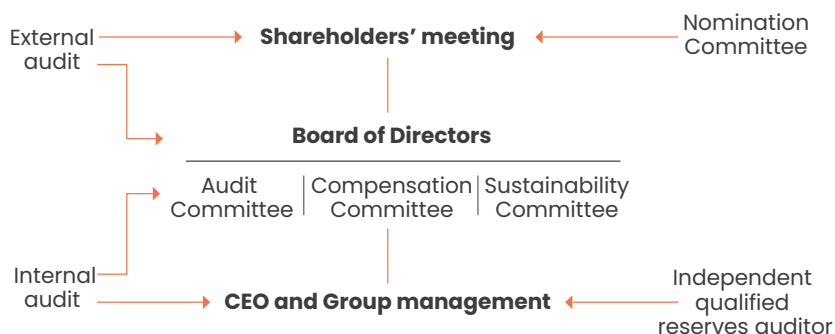 External
audit
Shareholders’ meeting
Nomination
Committee
Board of Directors
Audit
Committee
Compensation
Committee
Sustainability
Committee
Internal
audit
CEO and Group management
Independent
qualified
reserves auditor